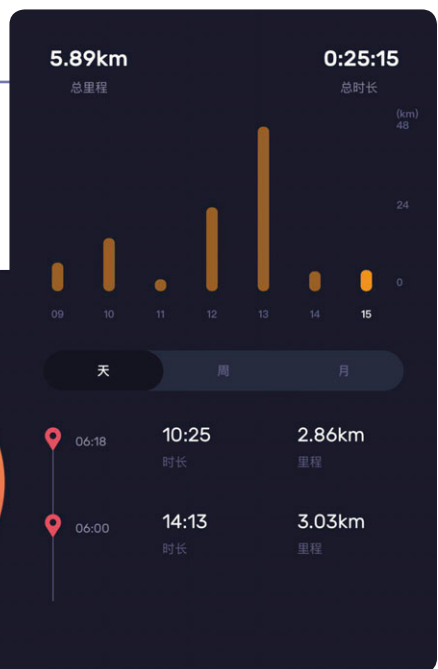 5.89km 0:25:15
总里程 总时长
(km)
48
24
0
09 10 11 12 13 14 15
天 周 月
06:18 10:25 2.86km
时长 里程
06:00 14:13 3.03km
时长 里程